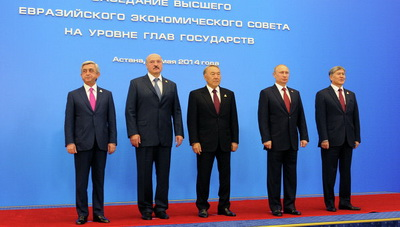 ЗАСЕДАНИЕ ВЫСШЕГО
ЕВРАЗИЙСКОГО ЭКОНОМИЧЕСКОГО СОВЕТА
НА УРОВНЕ ГЛАВ ГОСУДАРСТВ
Астана, мая 2014 года